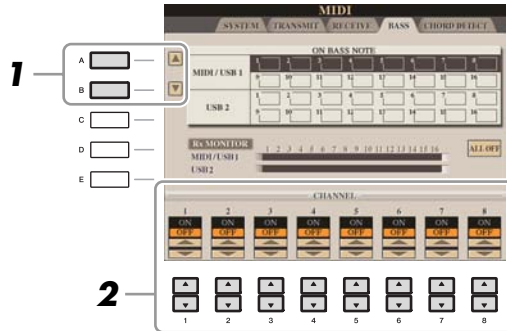 MIDI
SYSTEM TRANSMIT RECEIVE BASS CHORD DETECT
ON BASS NOTE
1
A
B
C
D
E
MIDI / USB 1
1 2 3 4 5 6 7 8
9 10 11 12 13 14 15 16
USB 2
1 2 3 4 5 6 7 8
9 10 11 12 13 14 15 16
Rx MONITOR 1 2 3 4 5 6 7 8 9 10 11 12 13 14 15 16
MIDI / USB 1
USB 2
ALL OFF
CHANNEL
1 2 3 4 5 6 7 8
ON ON ON ON ON ON ON ON
OFF OFF OFF OFF OFF OFF OFF OFF
2
1 2 3 4 5 6 7 8